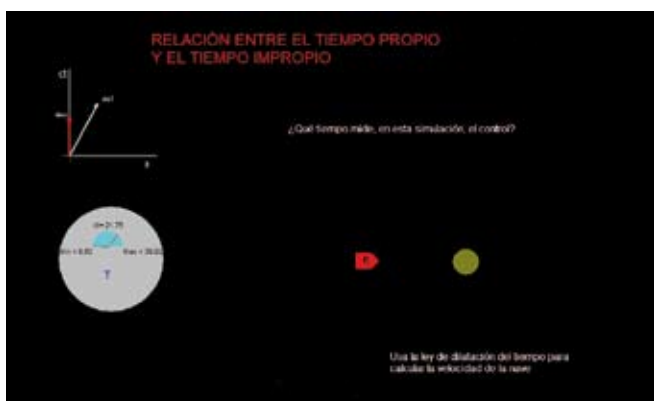 RELACIÓN ENTRE EL TIEMPO PROPIO
Y EL TIEMPO IMPROPIO
¿Qué tiempo mide, en esta simulación, el control?
T
Usa la ley de dilatación del tiempo para
calcular la velocidad de la nave